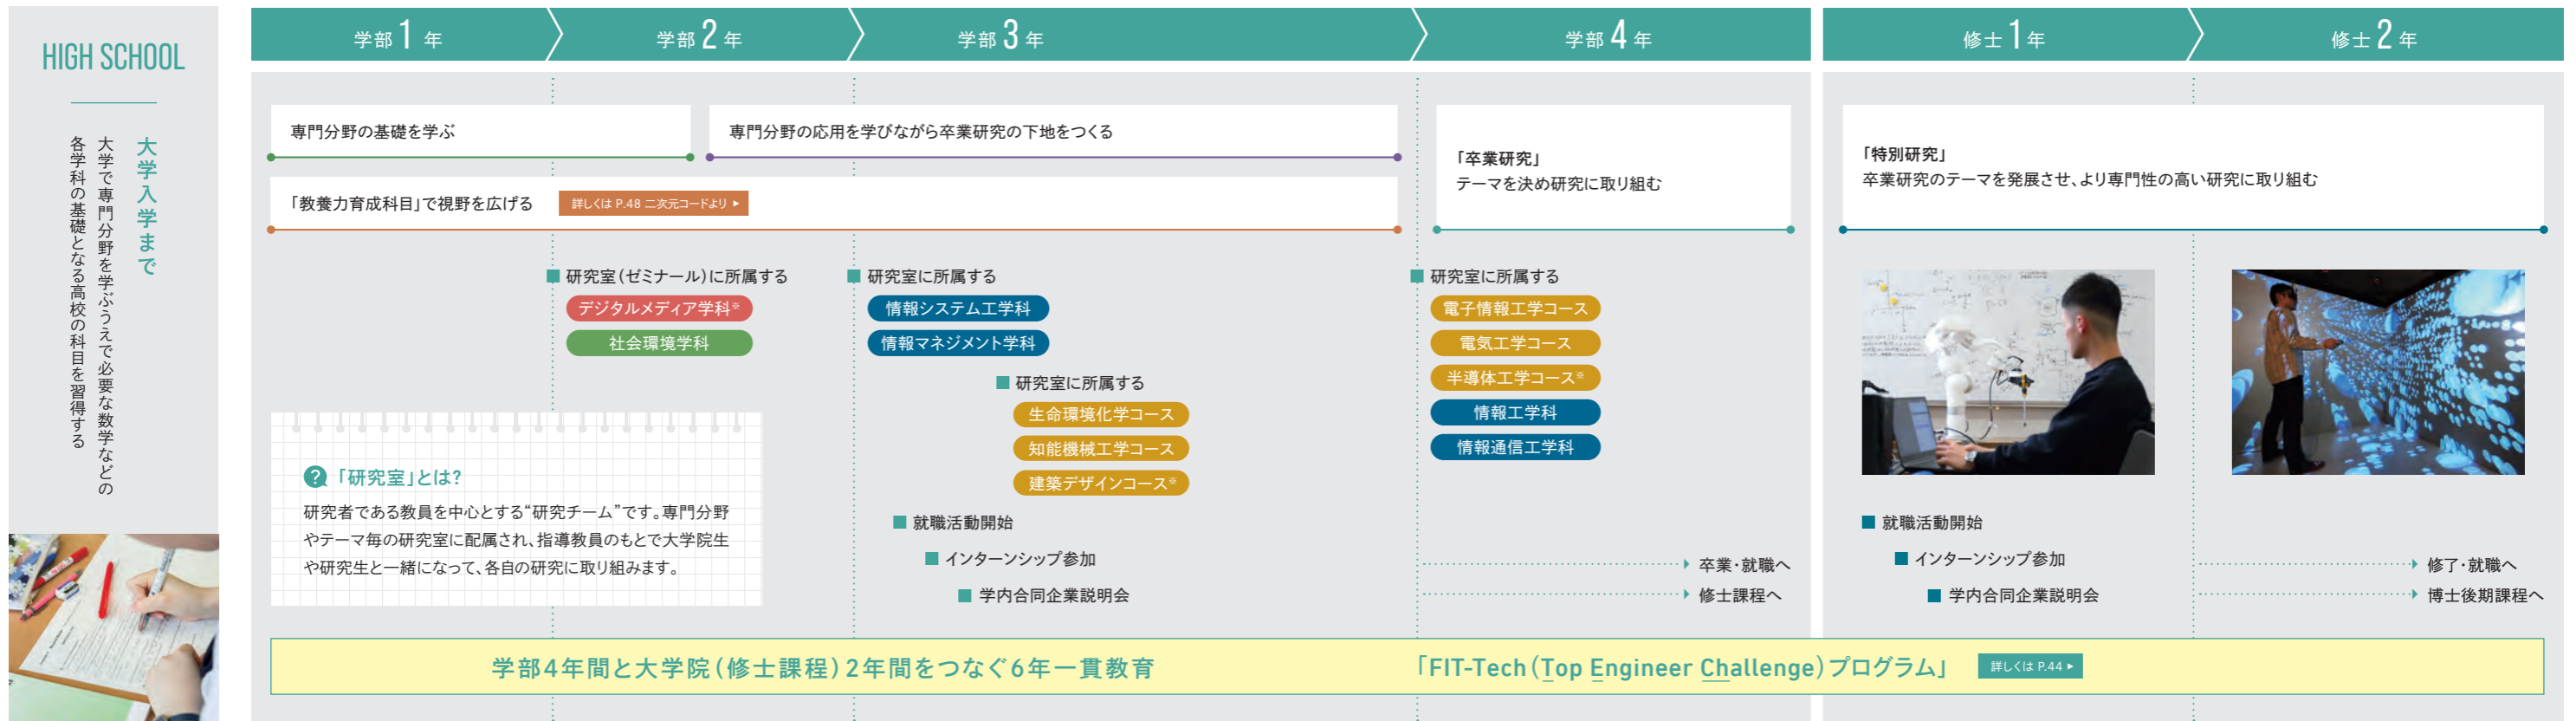 HIGH SCHOOL
大学入学まで
大学で専門分野を学ぶうえで必要な数学などの
各学科の基礎となる高校の科目を習得する
学部1年
学部2年
学部3年
学部4年
修士1年
修士2年
専門分野の基礎を学ぶ
専門分野の応用を学びながら卒業研究の下地をつくる
「教養力育成科目」で視野を広げる
詳しくは P.48 二次元コードより ▶
「卒業研究」
テーマを決め研究に取り組む
「特別研究」
卒業研究のテーマを発展させ、より専門性の高い研究に取り組む
■ 研究室(ゼミナール)に所属する
デジタルメディア学科※
社会環境学科
■ 研究室に所属する
情報システム工学科
情報マネジメント学科
■ 研究室に所属する
生命環境化学コース
知能機械工学コース
建築デザインコース※
■ 就職活動開始
■ インターンシップ参加
■ 学内合同企業説明会
■ 研究室に所属する
電子情報工学コース
電気工学コース
半導体工学コース※
情報工学科
情報通信工学科
卒業・就職へ
修士課程へ
? 「研究室」とは?
研究者である教員を中心とする“研究チーム”です。専門分野
やテーマ毎の研究室に配属され、指導教員のもとで大学院生
や研究生と一緒になって、各自の研究に取り組みます。
■ 就職活動開始
■ インターンシップ参加
■ 学内合同企業説明会
修了・就職へ
博士後期課程へ
学部4年間と大学院(修士課程)2年間をつなぐ6年一貫教育
「FIT-Tech(Top Engineer Challenge)プログラム」
詳しくは P.44 ▶